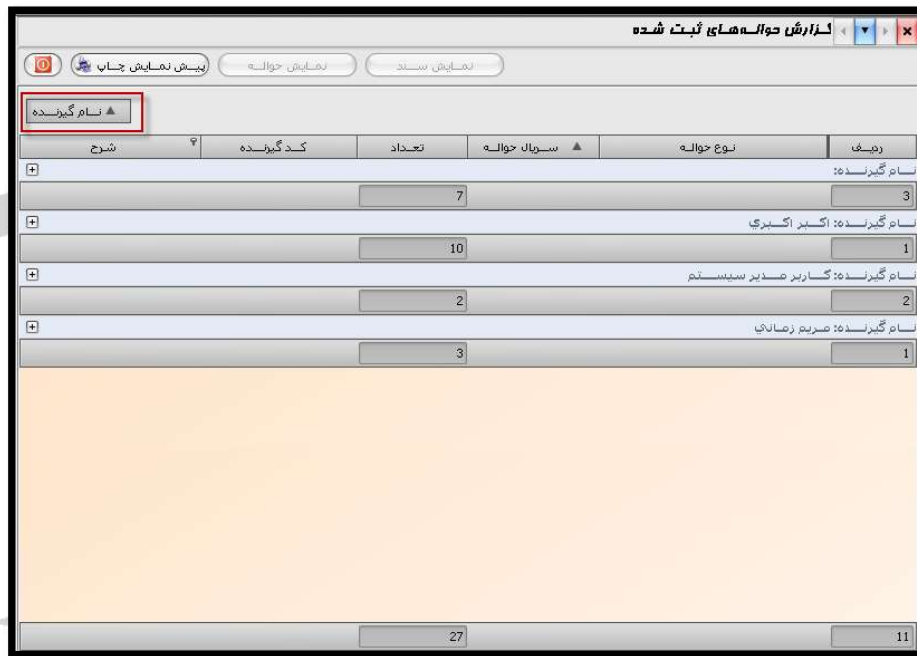 گزارش حواله‌های ثبت شده
نمایش سند نمایش حواله پیش نمایش چاپ
نام گیرنده
ردیف نوع حواله سریال حواله تعداد کد گیرنده شرح
نام گیرنده:
3 7
نام گیرنده: اکبر اکبري
1 10
نام گیرنده: کاربر مدیر سیستم
2 2
نام گیرنده: مریم زماني
1 3
11 27